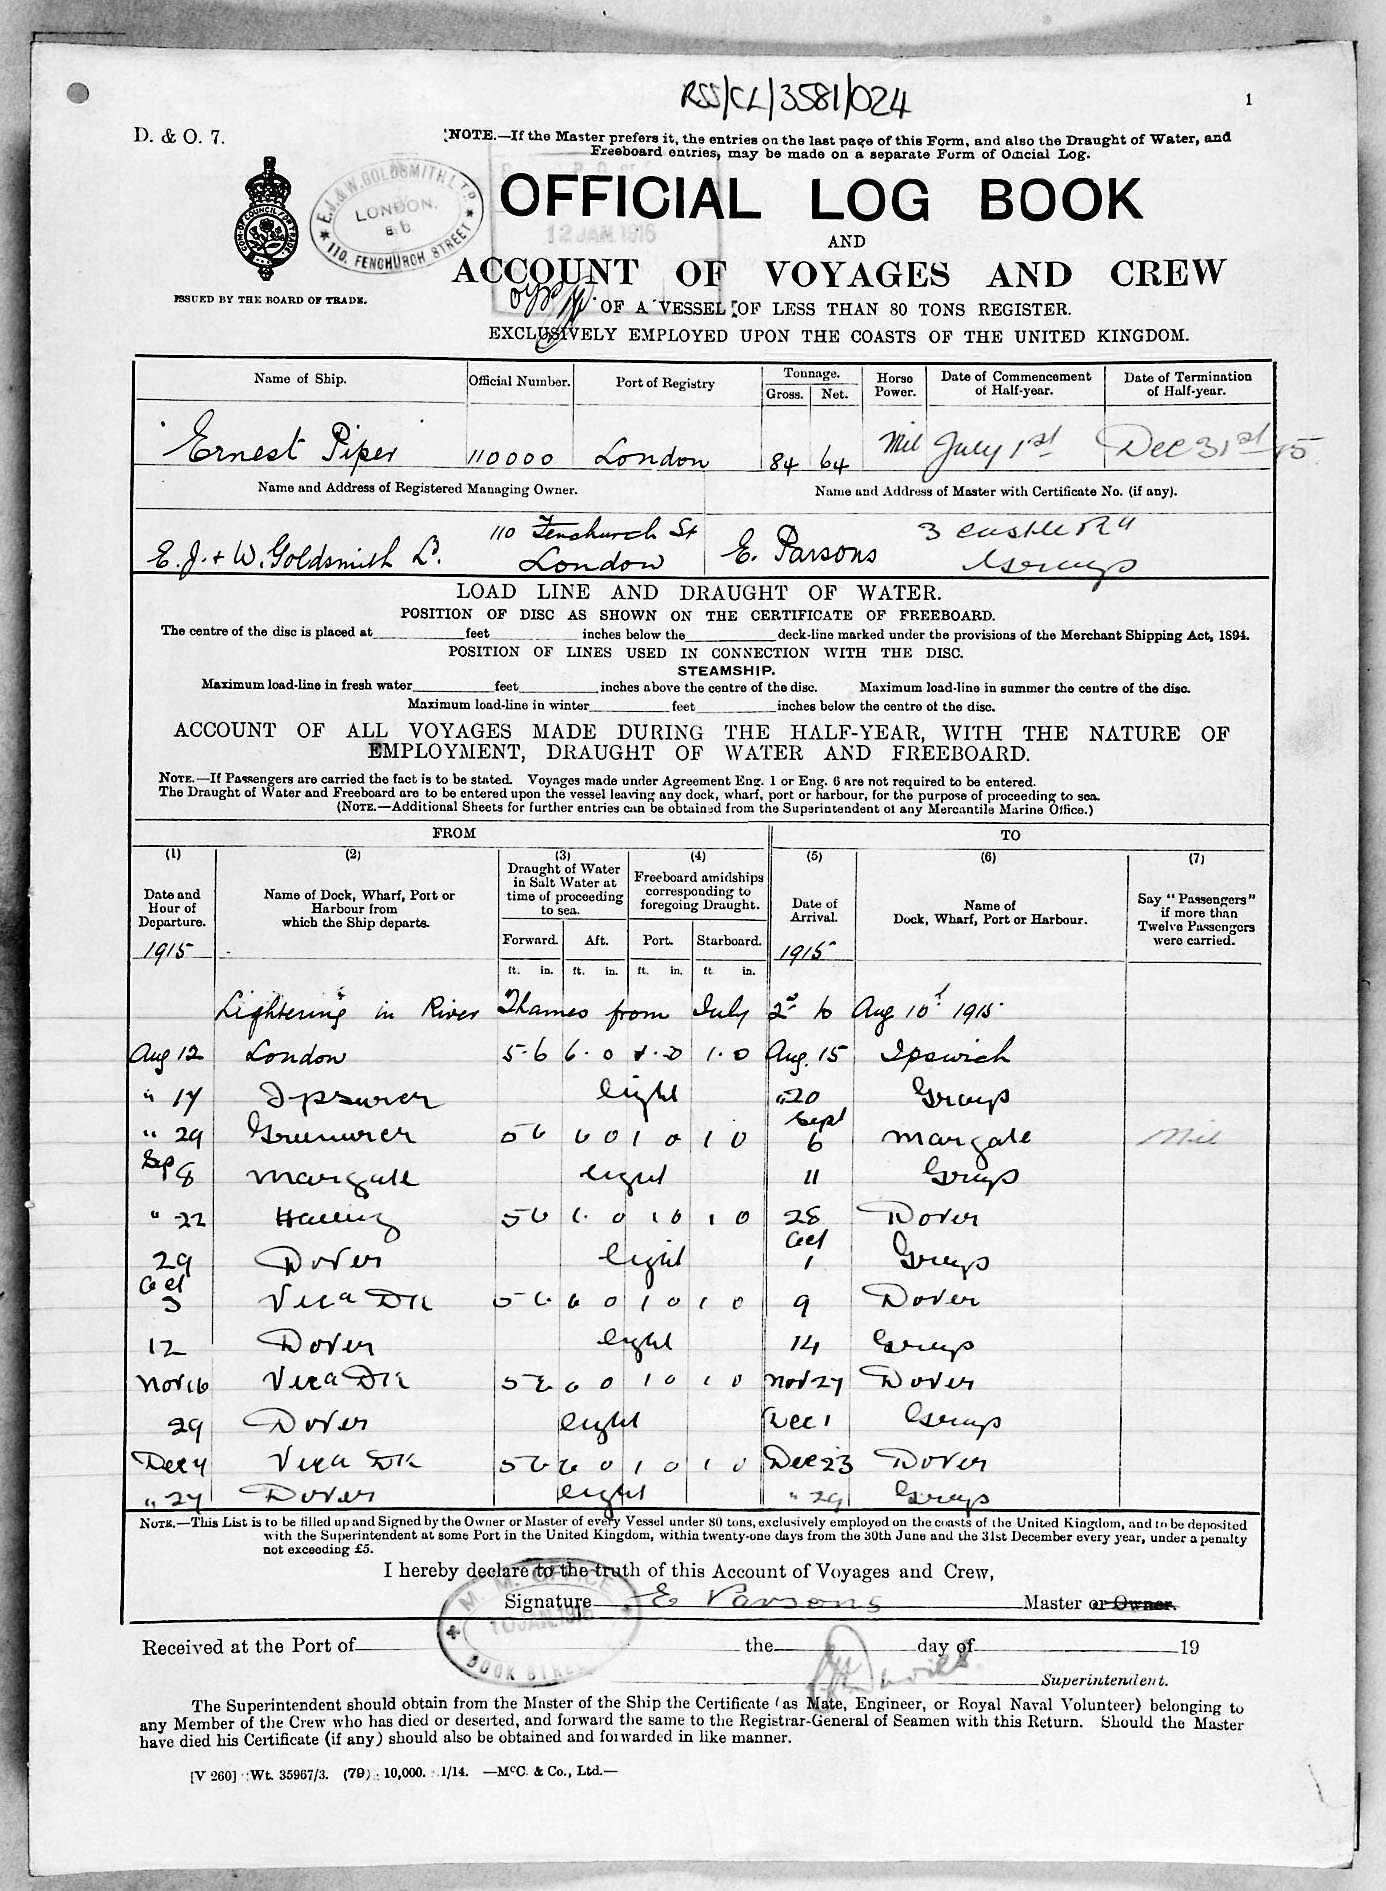 RSS/CL/3581/024
1
D. & O. 7.
NOTE.—If the Master prefers it, the entries on the last page of this Form, and also the Draught of Water, and
Freeboard entries, may be made on a separate Form of Official Log.
E.J.& W. GOLDSMITH LTD
LONDON.
E.C
110. FENCHURCH STREET
12 JAN. 1916
OFFICIAL LOG BOOK
AND
ACCOUNT OF VOYAGES AND CREW
ISSUED BY THE BOARD OF TRADE.
OF A VESSEL OF LESS THAN 80 TONS REGISTER.
EXCLUSIVELY EMPLOYED UPON THE COASTS OF THE UNITED KINGDOM.
Name of Ship. Official Number. Port of Registry Tonnage. Gross. Net. Horse Power. Date of Commencement of Half-year. Date of Termination of Half-year.
Ernest Piper 110000 London 84 64 Nil July 1st Dec 31st 15
Name and Address of Registered Managing Owner. Name and Address of Master with Certificate No. (if any).
E. J. & W. Goldsmith Ld. 110 Fenchurch St London E. Parsons 3 Castle Rd Grays
LOAD LINE AND DRAUGHT OF WATER.
POSITION OF DISC AS SHOWN ON THE CERTIFICATE OF FREEBOARD.
The centre of the disc is placed at feet inches below the deck-line marked under the provisions of the Merchant Shipping Act, 1894.
POSITION OF LINES USED IN CONNECTION WITH THE DISC.
STEAMSHIP.
Maximum load-line in fresh water feet inches above the centre of the disc. Maximum load-line in summer the centre of the disc.
Maximum load-line in winter feet inches below the centre of the disc.
ACCOUNT OF ALL VOYAGES MADE DURING THE HALF-YEAR, WITH THE NATURE OF
EMPLOYMENT, DRAUGHT OF WATER AND FREEBOARD.
NOTE.—If Passengers are carried the fact is to be stated. Voyages made under Agreement Eng. 1 or Eng. 6 are not required to be entered.
The Draught of Water and Freeboard are to be entered upon the vessel leaving any dock, wharf, port or harbour, for the purpose of proceeding to sea.
(NOTE.—Additional Sheets for further entries can be obtained from the Superintendent of any Mercantile Marine Office.)
FROM TO
(1) (2) (3) (4) (5) (6) (7)
Date and Hour of Departure. Name of Dock, Wharf, Port or Harbour from which the Ship departs. Draught of Water in Salt Water at time of proceeding to sea. Freeboard amidships corresponding to foregoing Draught. Date of Arrival. Name of Dock, Wharf, Port or Harbour. Say "Passengers" if more than Twelve Passengers were carried.
Forward. Aft. Port. Starboard.
1915 1915
ft. in. ft. in. ft. in. ft. in.
Lightering in River Thames from July 2nd to Aug 10th 1915
Aug 12 London 5.6 6.0 1.0 1.0 Aug. 15 Ipswich
" 17 Ipswich light " 20 Grays
" 29 Greenwich 5 6 6 0 1 0 1 0 Sept 6 Margate Nil
Sep 8 Margate light 11 Grays
" 22 Halling 5 6 6.0 1 0 1 0 28 Dover
29 Dover light Oct 1 Grays
Oct 3 Vica Dk 5 6 6 0 1 0 1 0 9 Dover
12 Dover light 14 Grays
Nov 16 Vica Dk 5 6 6 0 1 0 1 0 Nov 27 Dover
29 Dover light Dec 1 Grays
Dec 4 Vica Dk 5 6 6 0 1 0 1 0 Dec 23 Dover
" 27 Dover light " 29 Grays
NOTE.—This List is to be filled up and Signed by the Owner or Master of every Vessel under 80 tons, exclusively employed on the coasts of the United Kingdom, and to be deposited
with the Superintendent at some Port in the United Kingdom, within twenty-one days from the 30th June and the 31st December every year, under a penalty
not exceeding £5.
I hereby declare to the truth of this Account of Voyages and Crew,
Signature E Parsons Master or Owner.
M. M. OFFICE
10 JAN. 1916
DOCK STREET
Received at the Port of the day of 19
Superintendent.
The Superintendent should obtain from the Master of the Ship the Certificate (as Mate, Engineer, or Royal Naval Volunteer) belonging to
any Member of the Crew who has died or deserted, and forward the same to the Registrar-General of Seamen with this Return. Should the Master
have died his Certificate (if any) should also be obtained and forwarded in like manner.
[V 260] Wt. 35967/3. (79) 10,000. 1/14. —McC. & Co., Ltd.—